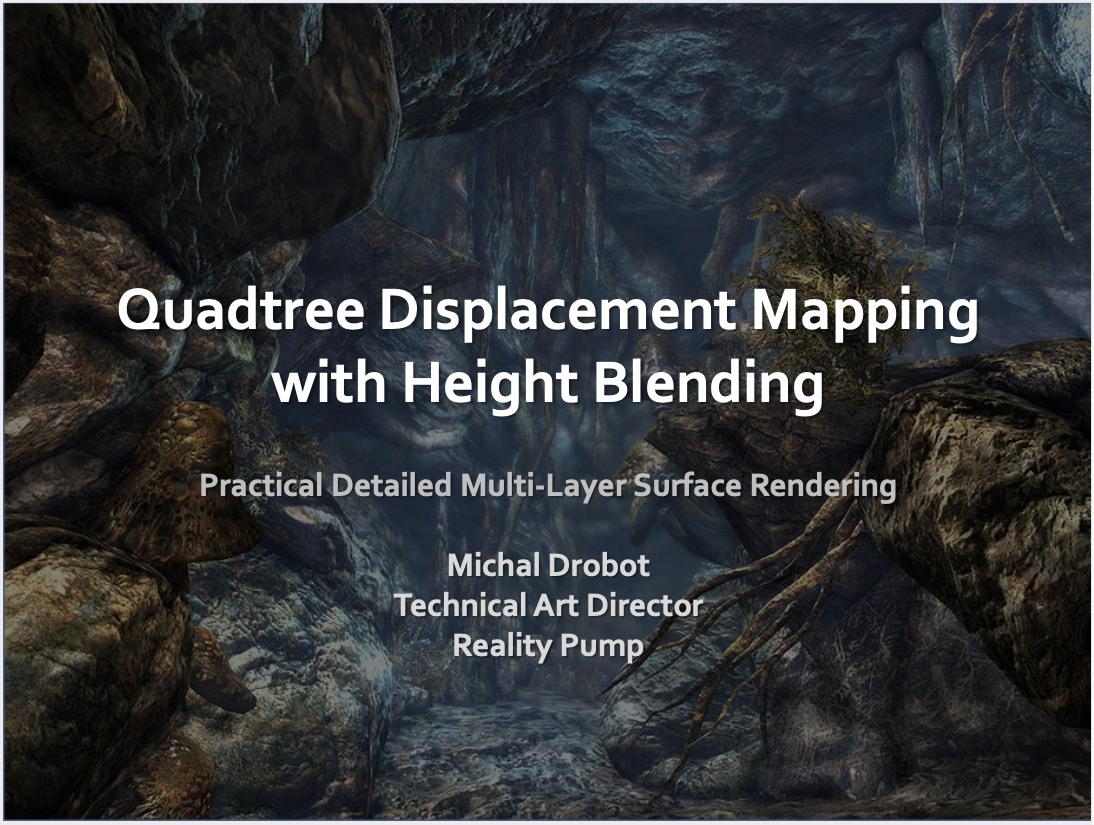 Quadtree Displacement Mapping
with Height Blending
Practical Detailed Multi-Layer Surface Rendering
Michal Drobot
Technical Art Director
Reality Pump